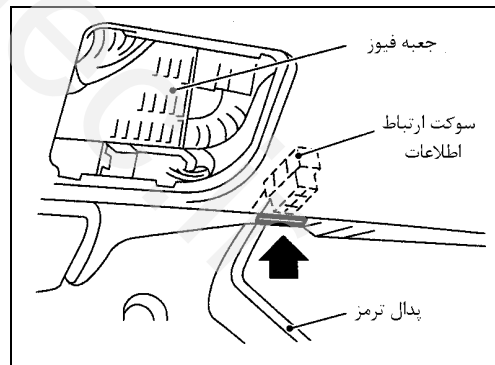 جعبه فیوز
سوکت ارتباط
اطلاعات
پدال ترمز